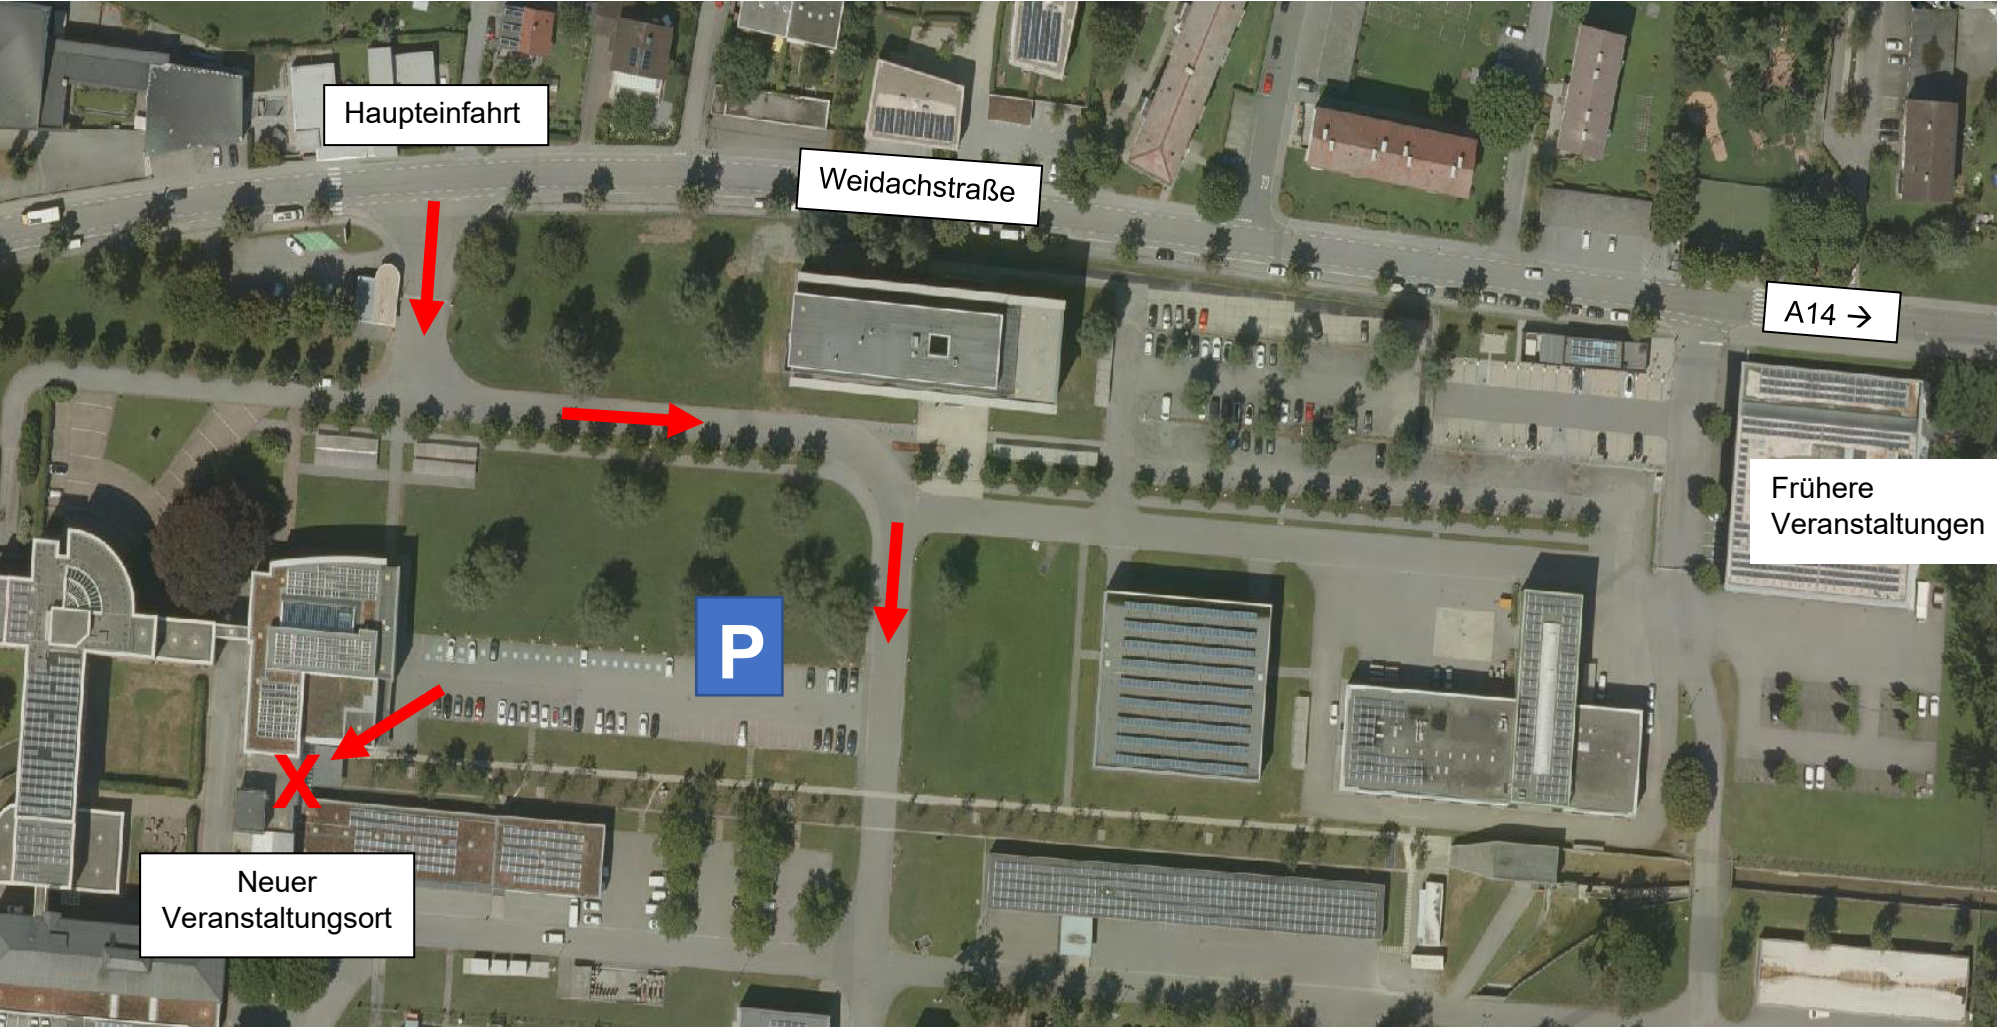 Haupteinfahrt
Weidachstraße
A14 →
Frühere
Veranstaltungen
P
X
Neuer
Veranstaltungsort